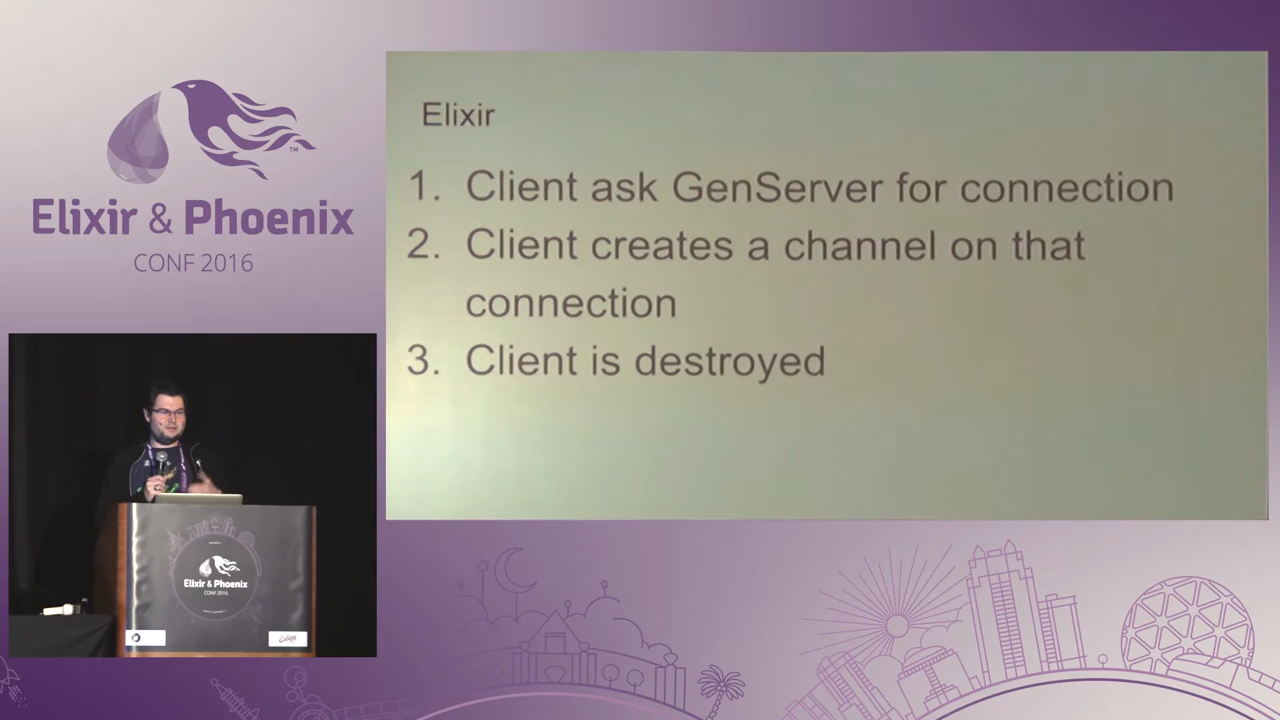 Elixir & Phoenix
TM
CONF 2016
Elixir
1. Client ask GenServer for connection
2. Client creates a channel on that
connection
3. Client is destroyed
Elixir & Phoenix
CONF 2016